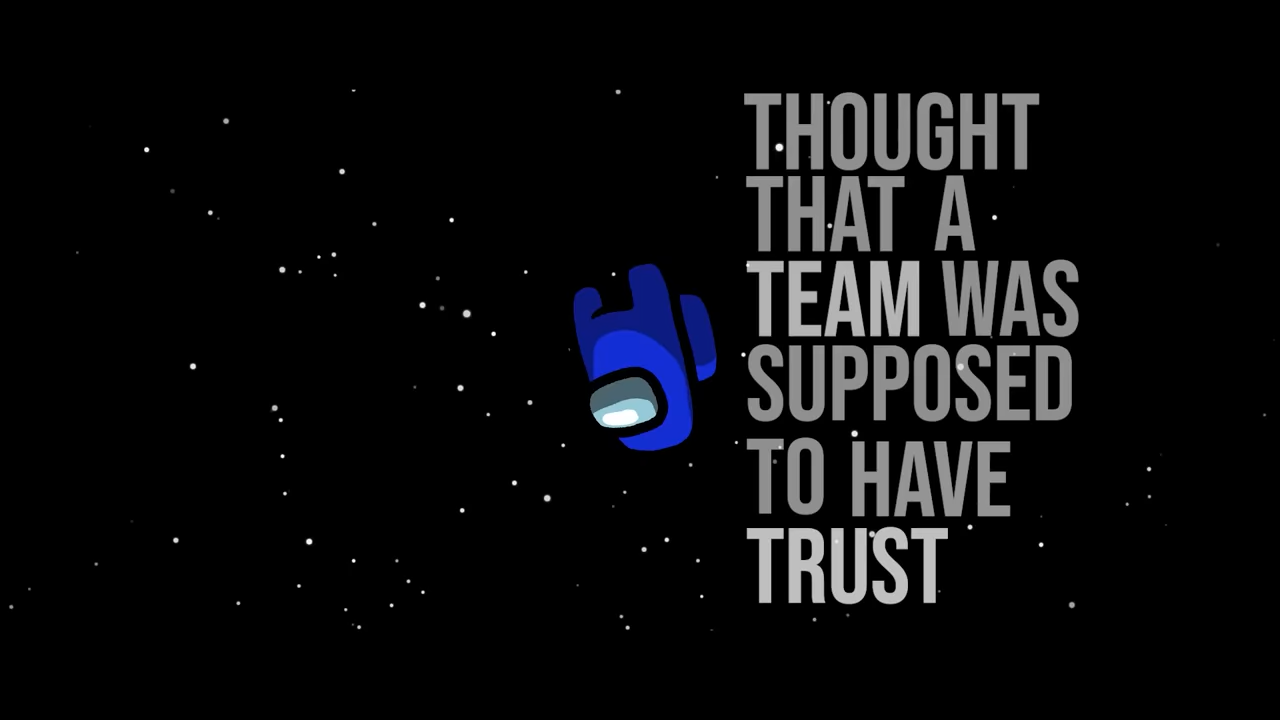 THOUGHT
THAT A
TEAM WAS
SUPPOSED
TO HAVE
TRUST